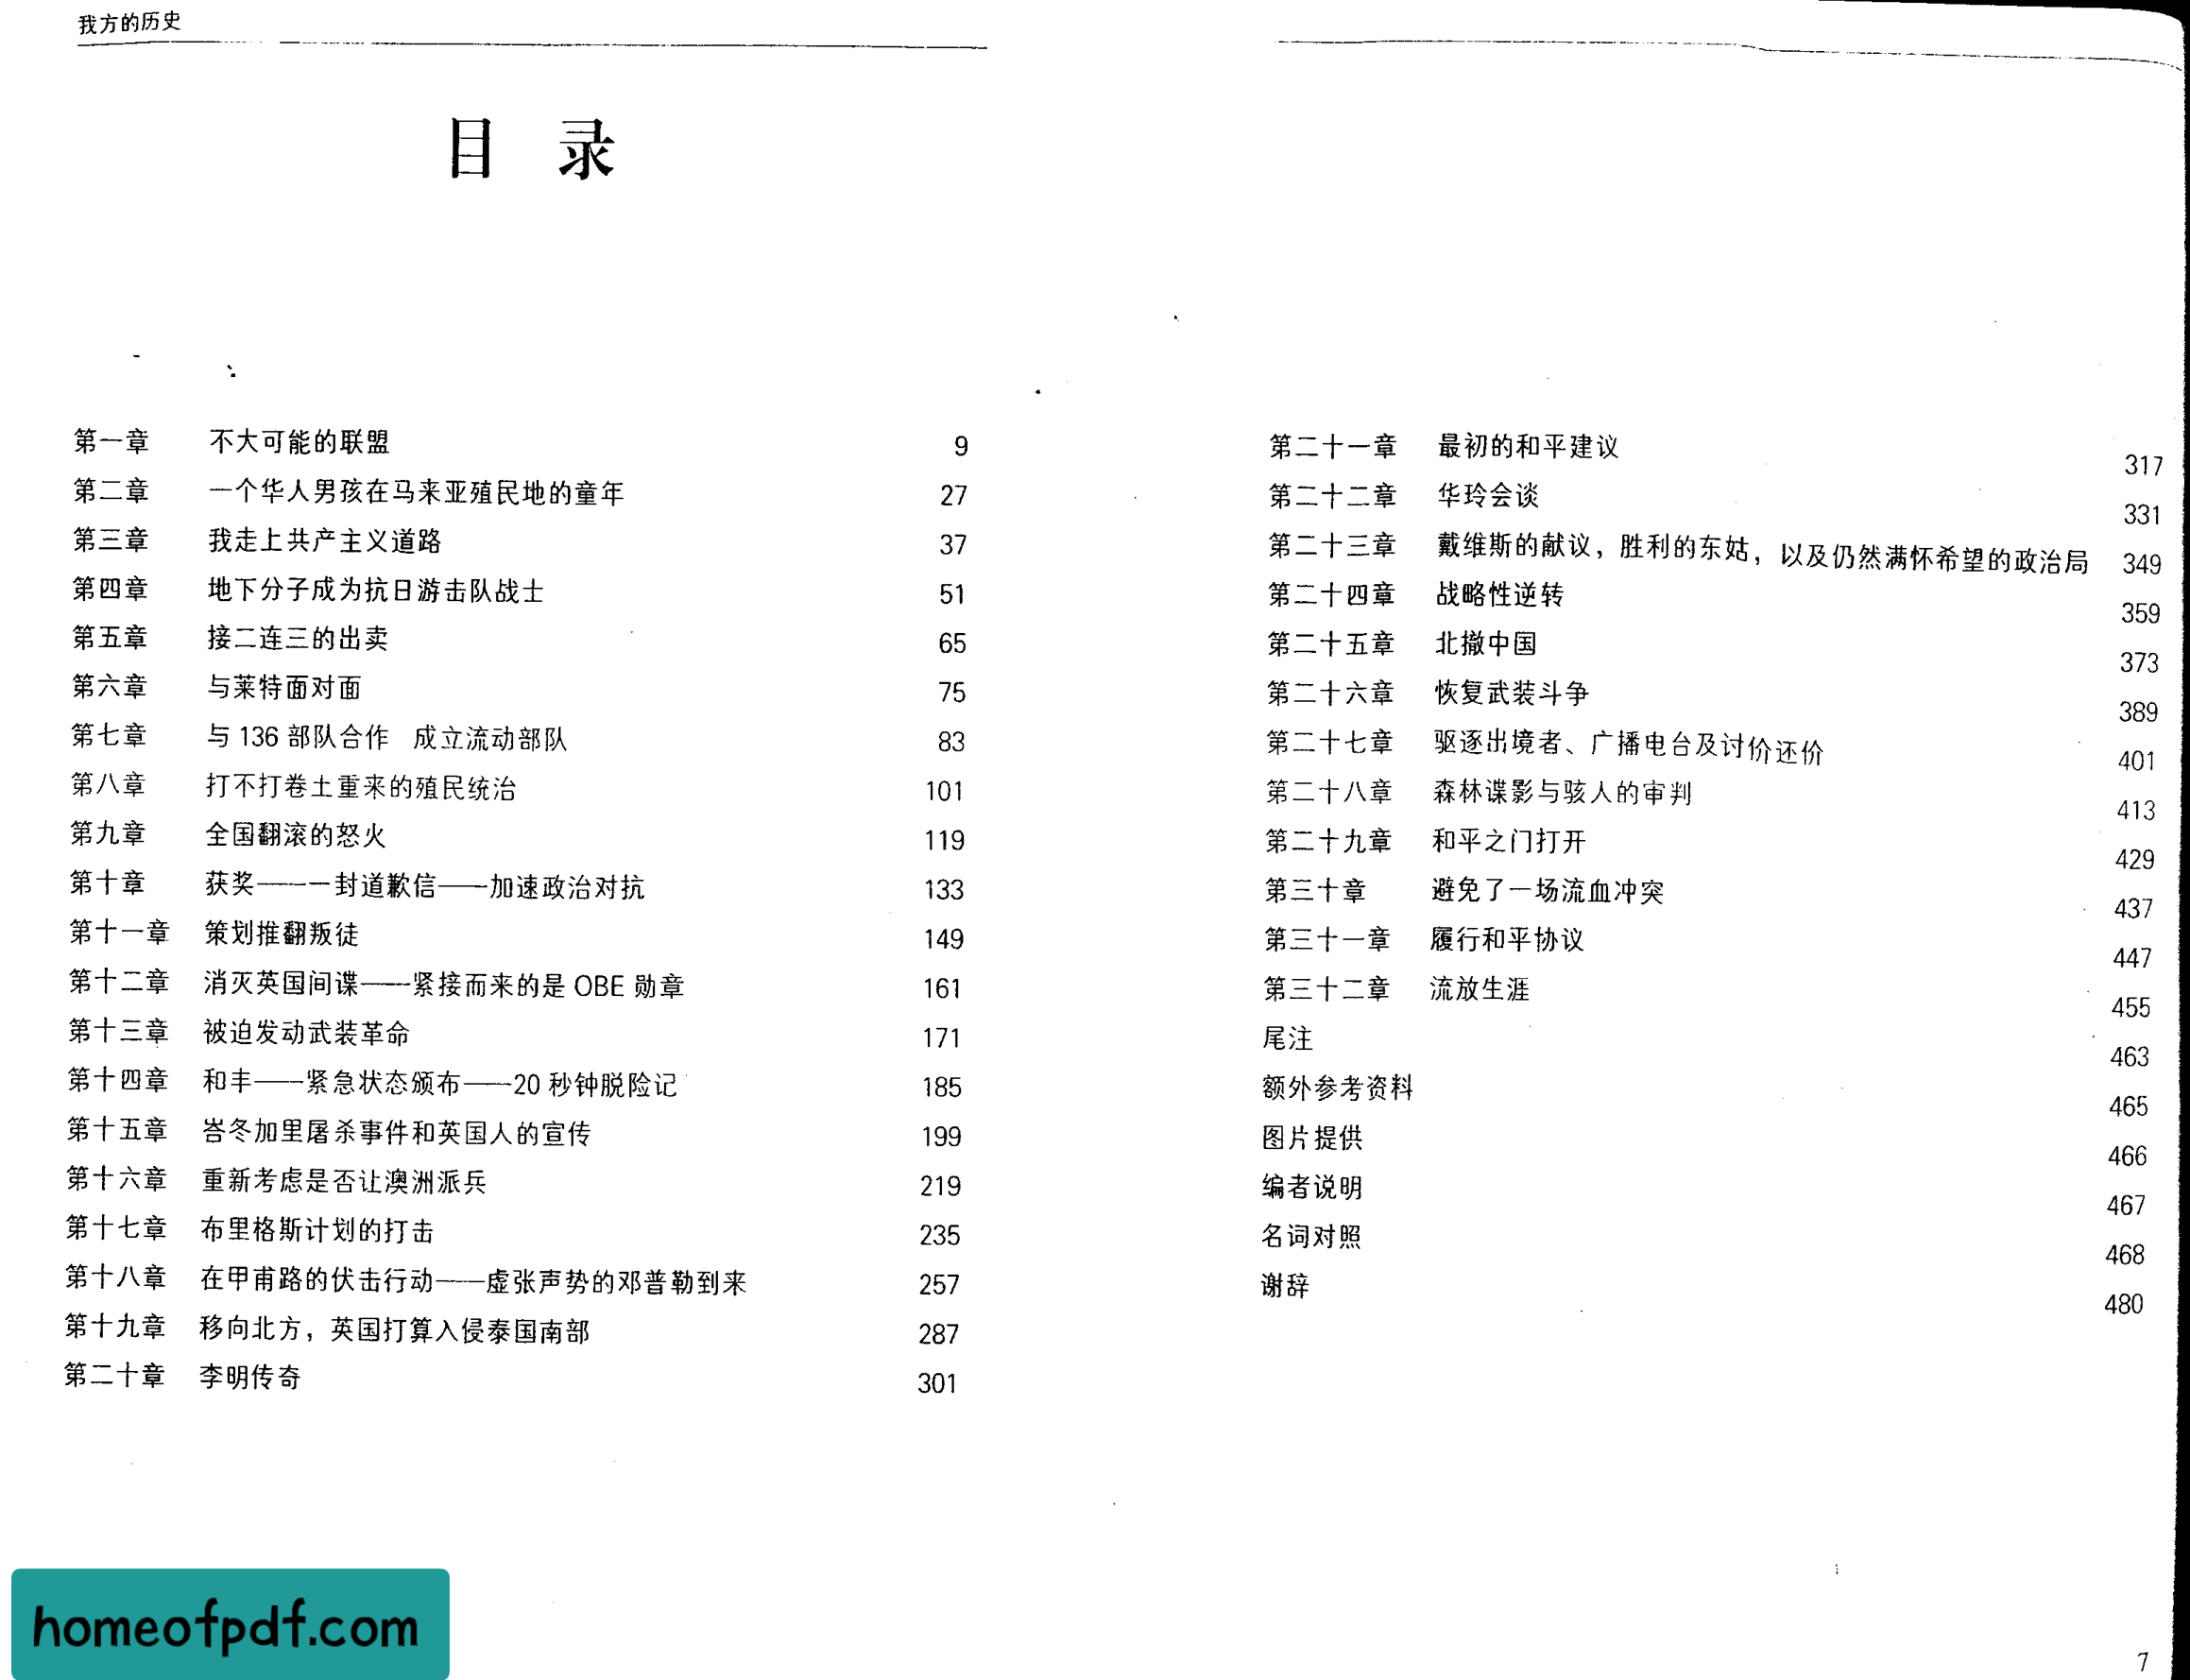 我方的历史
目 录
第一章 不大可能的联盟 9
第二章 一个华人男孩在马来亚殖民地的童年 27
第三章 我走上共产主义道路 37
第四章 地下分子成为抗日游击队战士 51
第五章 接二连三的出卖 65
第六章 与莱特面对面 75
第七章 与 136 部队合作 成立流动部队 83
第八章 打不打卷土重来的殖民统治 101
第九章 全国翻滚的怒火 119
第十章 获奖——一封道歉信——加速政治对抗 133
第十一章 策划推翻叛徒 149
第十二章 消灭英国间谍——紧接而来的是 OBE 勋章 161
第十三章 被迫发动武装革命 171
第十四章 和丰——紧急状态颁布——20 秒钟脱险记 185
第十五章 峇冬加里屠杀事件和英国人的宣传 199
第十六章 重新考虑是否让澳洲派兵 219
第十七章 布里格斯计划的打击 235
第十八章 在甲甫路的伏击行动——虚张声势的邓普勒到来 257
第十九章 移向北方，英国打算入侵泰国南部 287
第二十章 李明传奇 301
第二十一章 最初的和平建议 317
第二十二章 华玲会谈 331
第二十三章 戴维斯的献议，胜利的东姑，以及仍然满怀希望的政治局 349
第二十四章 战略性逆转 359
第二十五章 北撤中国 373
第二十六章 恢复武装斗争 389
第二十七章 驱逐出境者、广播电台及讨价还价 401
第二十八章 森林谍影与骇人的审判 413
第二十九章 和平之门打开 429
第三十章 避免了一场流血冲突 437
第三十一章 履行和平协议 447
第三十二章 流放生涯 455
尾注 463
额外参考资料 465
图片提供 466
编者说明 467
名词对照 468
谢辞 480
homeofpdf.com
7